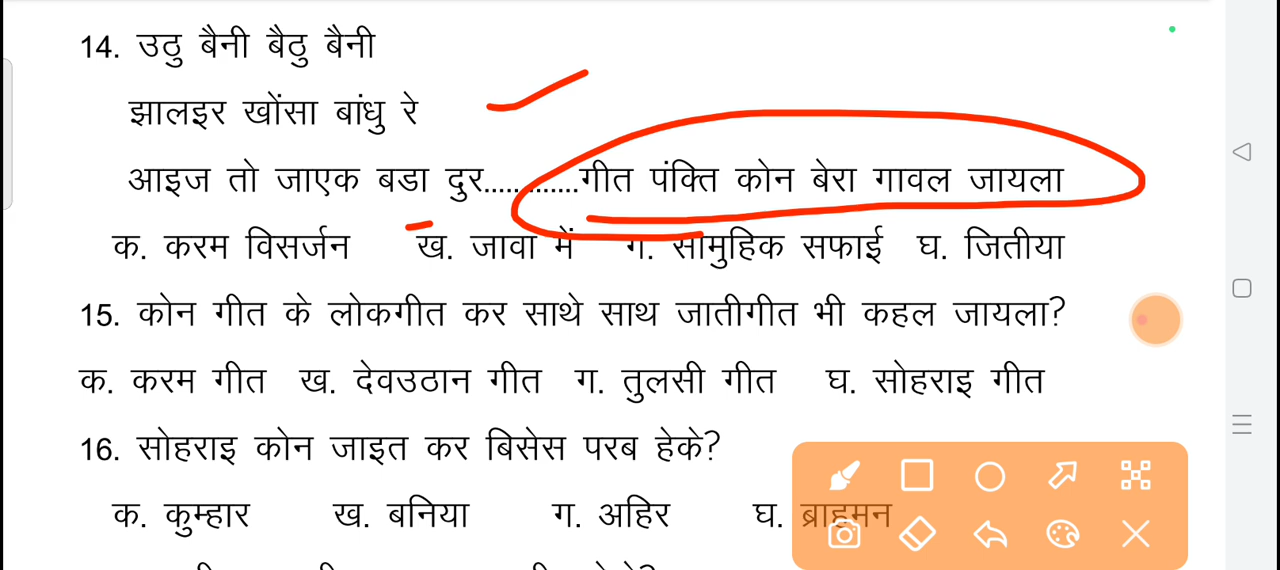 14. उठु बैनी बैठु बैनी
झालइर खोंसा बांधु रे
आइज तो जाएक बडा दुर............गीत पंक्ति कोन बेरा गावल जायला
क. करम विसर्जन ख. जावा में ग. सामुहिक सफाई घ. जितीया
15. कोन गीत के लोकगीत कर साथे साथ जातीगीत भी कहल जायला?
क. करम गीत ख. देवउठान गीत ग. तुलसी गीत घ. सोहराइ गीत
16. सोहराइ कोन जाइत कर बिसेस परब हेके?
क. कुम्हार ख. बनिया ग. अहिर घ. ब्राहमन